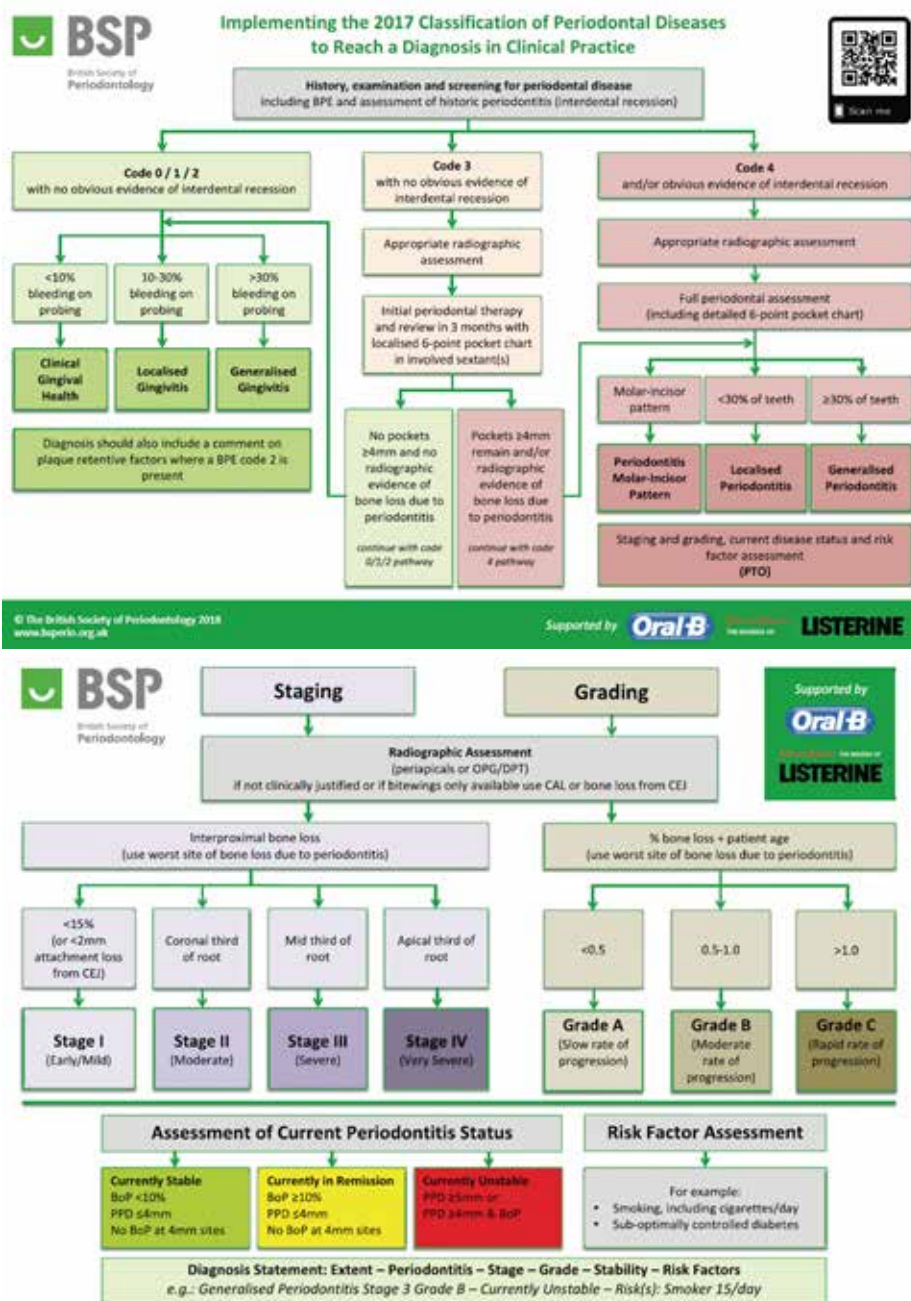 BSP
British Society of
Periodontology
Implementing the 2017 Classification of Periodontal Diseases
to Reach a Diagnosis in Clinical Practice
Scan me
History, examination and screening for periodontal disease
including BPE and assessment of historic periodontitis (interdental recession)
Code 0 / 1 / 2
with no obvious evidence of interdental recession
Code 3
with no obvious evidence of
interdental recession
Code 4
and/or obvious evidence of interdental recession
Appropriate radiographic
assessment
Appropriate radiographic assessment
<10%
bleeding on
probing
10-30%
bleeding on
probing
>30%
bleeding on
probing
Initial periodontal therapy
and review in 3 months with
localised 6-point pocket chart
in involved sextant(s)
Full periodontal assessment
(including detailed 6-point pocket chart)
Clinical
Gingival
Health
Localised
Gingivitis
Generalised
Gingivitis
Molar-incisor
pattern
<30% of teeth
≥30% of teeth
Diagnosis should also include a comment on
plaque retentive factors where a BPE code 2 is
present
No pockets
≥4mm and no
radiographic
evidence of
bone loss due to
periodontitis
continue with code
0/1/2 pathway
Pockets ≥4mm
remain and/or
radiographic
evidence of
bone loss due
to periodontitis
continue with code
4 pathway
Periodontitis
Molar-Incisor
Pattern
Localised
Periodontitis
Generalised
Periodontitis
Staging and grading, current disease status and risk
factor assessment
(PTO)
© The British Society of Periodontology 2018
www.bsperio.org.uk
Supported by
Oral-B
THE MAKERS OF
LISTERINE
BSP
British Society of
Periodontology
Staging
Grading
Supported by
Oral-B
THE MAKERS OF
LISTERINE
Radiographic Assessment
(periapicals or OPG/DPT)
if not clinically justified or if bitewings only available use CAL or bone loss from CEJ
Interproximal bone loss
(use worst site of bone loss due to periodontitis)
% bone loss ÷ patient age
(use worst site of bone loss due to periodontitis)
<15%
(or <2mm
attachment loss
from CEJ)
Coronal third
of root
Mid third of
root
Apical third of
root
<0.5
0.5-1.0
>1.0
Stage I
(Early/Mild)
Stage II
(Moderate)
Stage III
(Severe)
Stage IV
(Very Severe)
Grade A
(Slow rate of
progression)
Grade B
(Moderate
rate of
progression)
Grade C
(Rapid rate of
progression)
Assessment of Current Periodontitis Status
Risk Factor Assessment
Currently Stable
BoP <10%
PPD ≤4mm
No BoP at 4mm sites
Currently in Remission
BoP ≥10%
PPD ≤4mm
No BoP at 4mm sites
Currently Unstable
PPD ≥5mm or
PPD ≥4mm & BoP
For example:
• Smoking, including cigarettes/day
• Sub-optimally controlled diabetes
Diagnosis Statement: Extent – Periodontitis – Stage – Grade – Stability – Risk Factors
e.g.: Generalised Periodontitis Stage 3 Grade B – Currently Unstable – Risk(s): Smoker 15/day